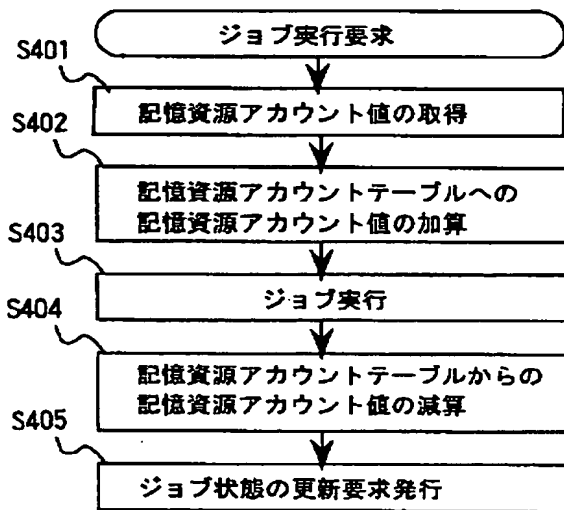 ジョブ実行要求
S401
記憶資源アカウント値の取得
S402
記憶資源アカウントテーブルへの
記憶資源アカウント値の加算
S403
ジョブ実行
S404
記憶資源アカウントテーブルからの
記憶資源アカウント値の減算
S405
ジョブ状態の更新要求発行